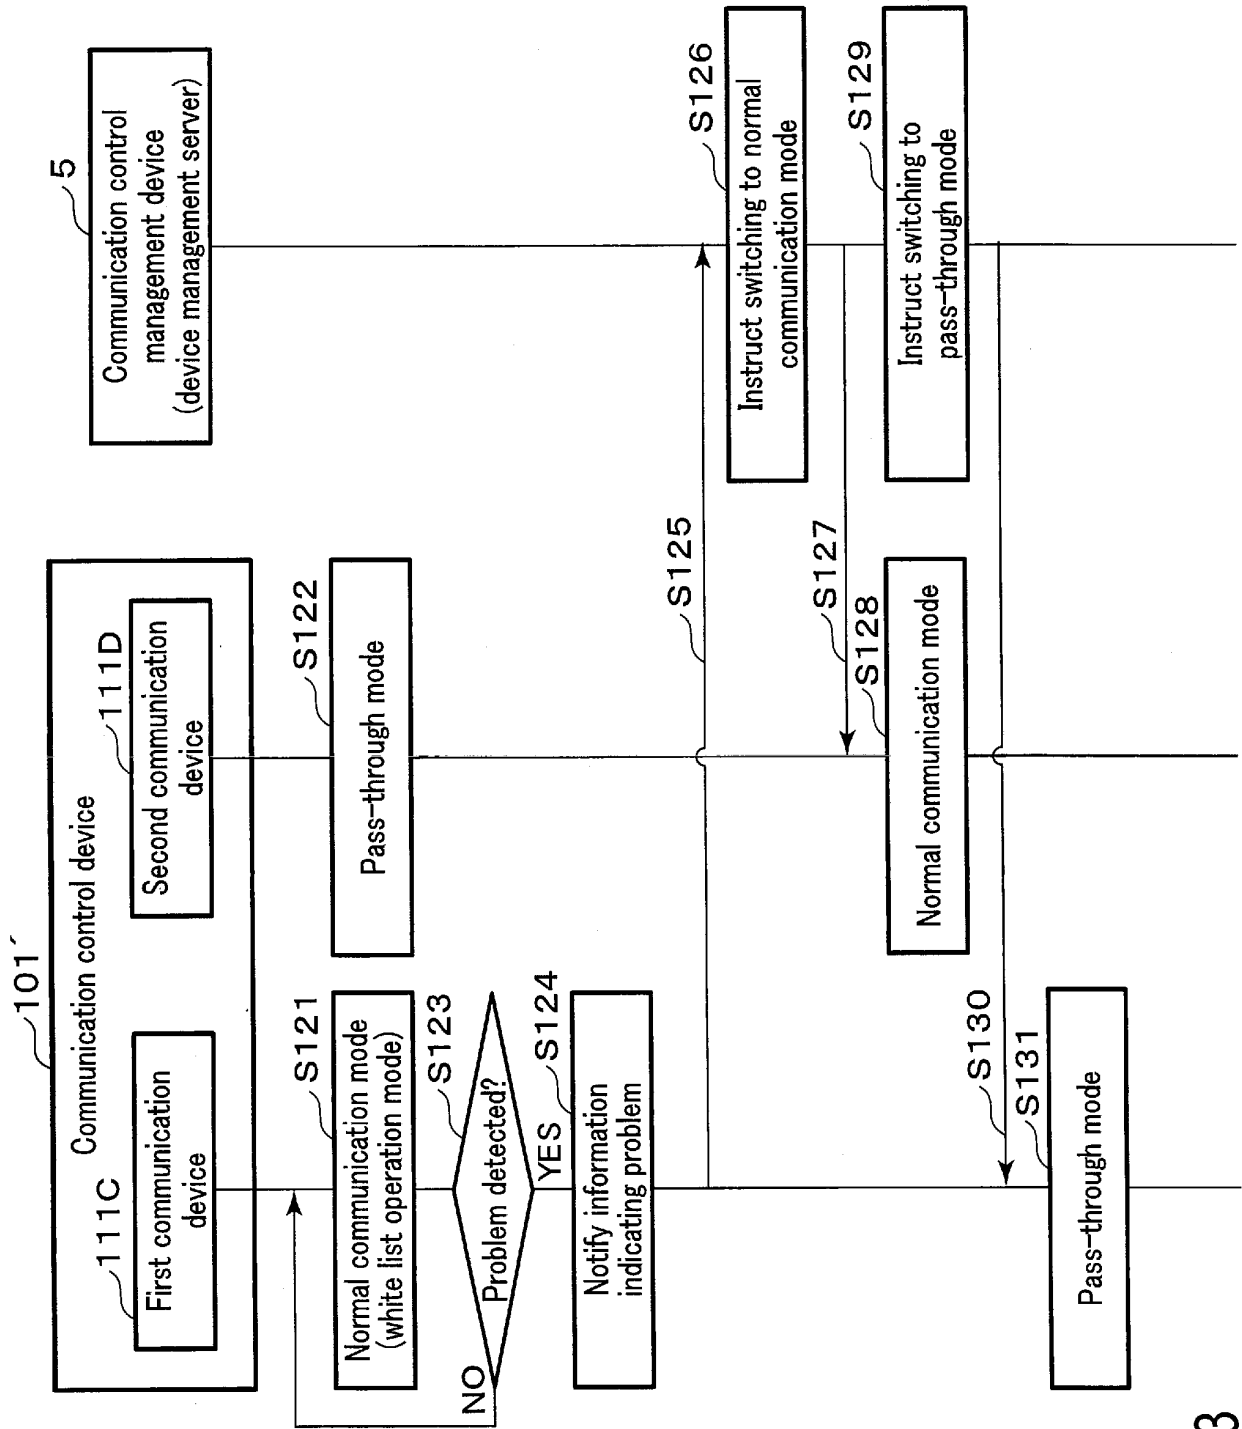 101´
Communication control device
111C
First communication
device
111D
Second communication
device
5
Communication control
management device
(device management server)
S121
Normal communication mode
(white list operation mode)
S122
Pass-through mode
S123
Problem detected?
NO
YES
S124
Notify information
indicating problem
S125
S126
Instruct switching to normal
communication mode
S127
S128
Normal communication mode
S129
Instruct switching to
pass-through mode
S130
S131
Pass-through mode